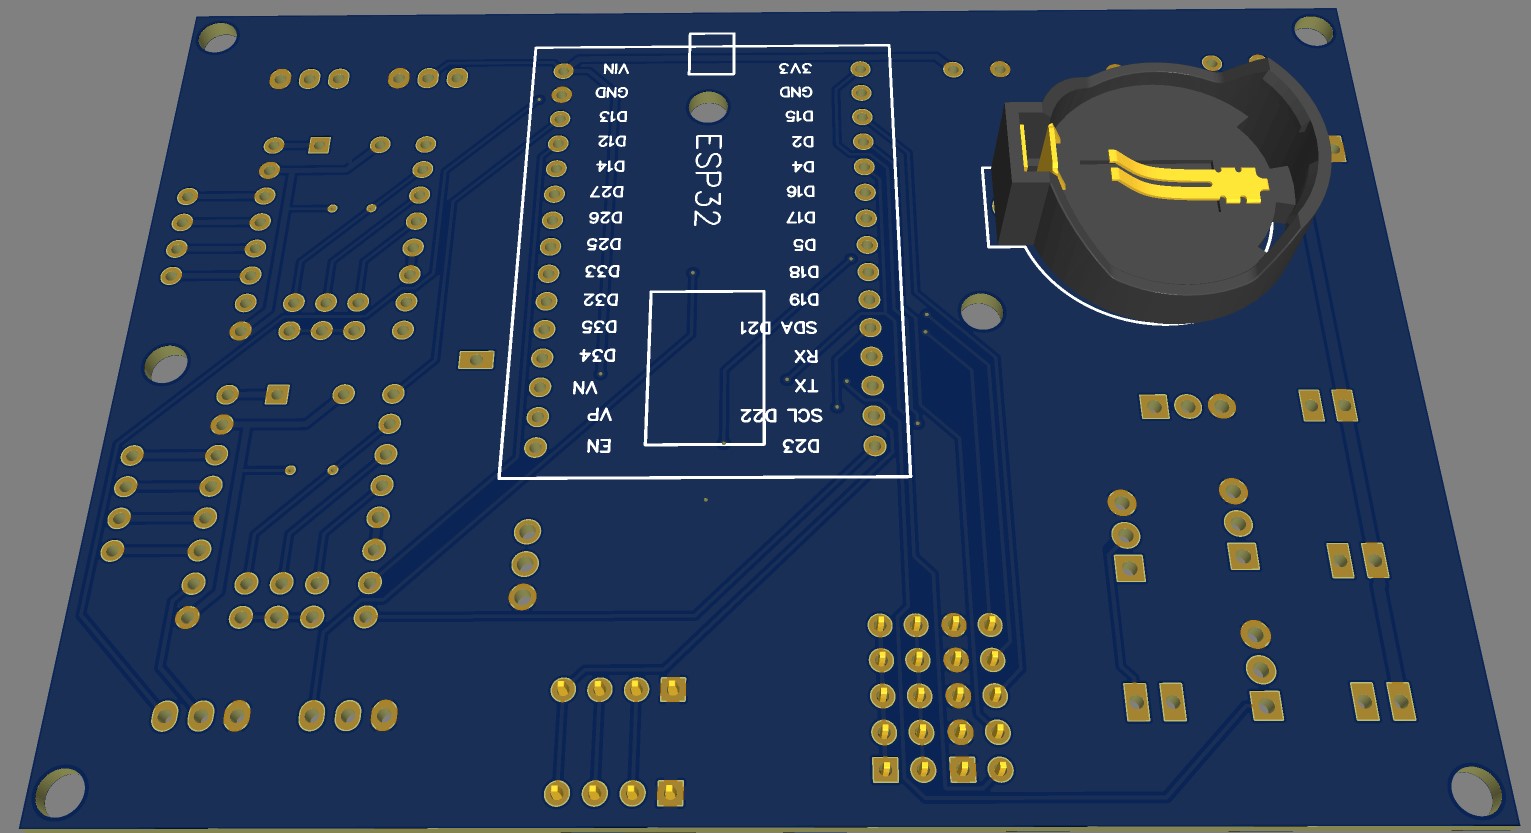 VIN
GND
D13
D12
D14
D27
D26
D25
D33
D32
D35
D34
VN
VP
EN
ESP32
3V3
GND
D15
D2
D4
D16
D17
D5
D18
D19
SDA D21
RX
TX
SCL D22
D23